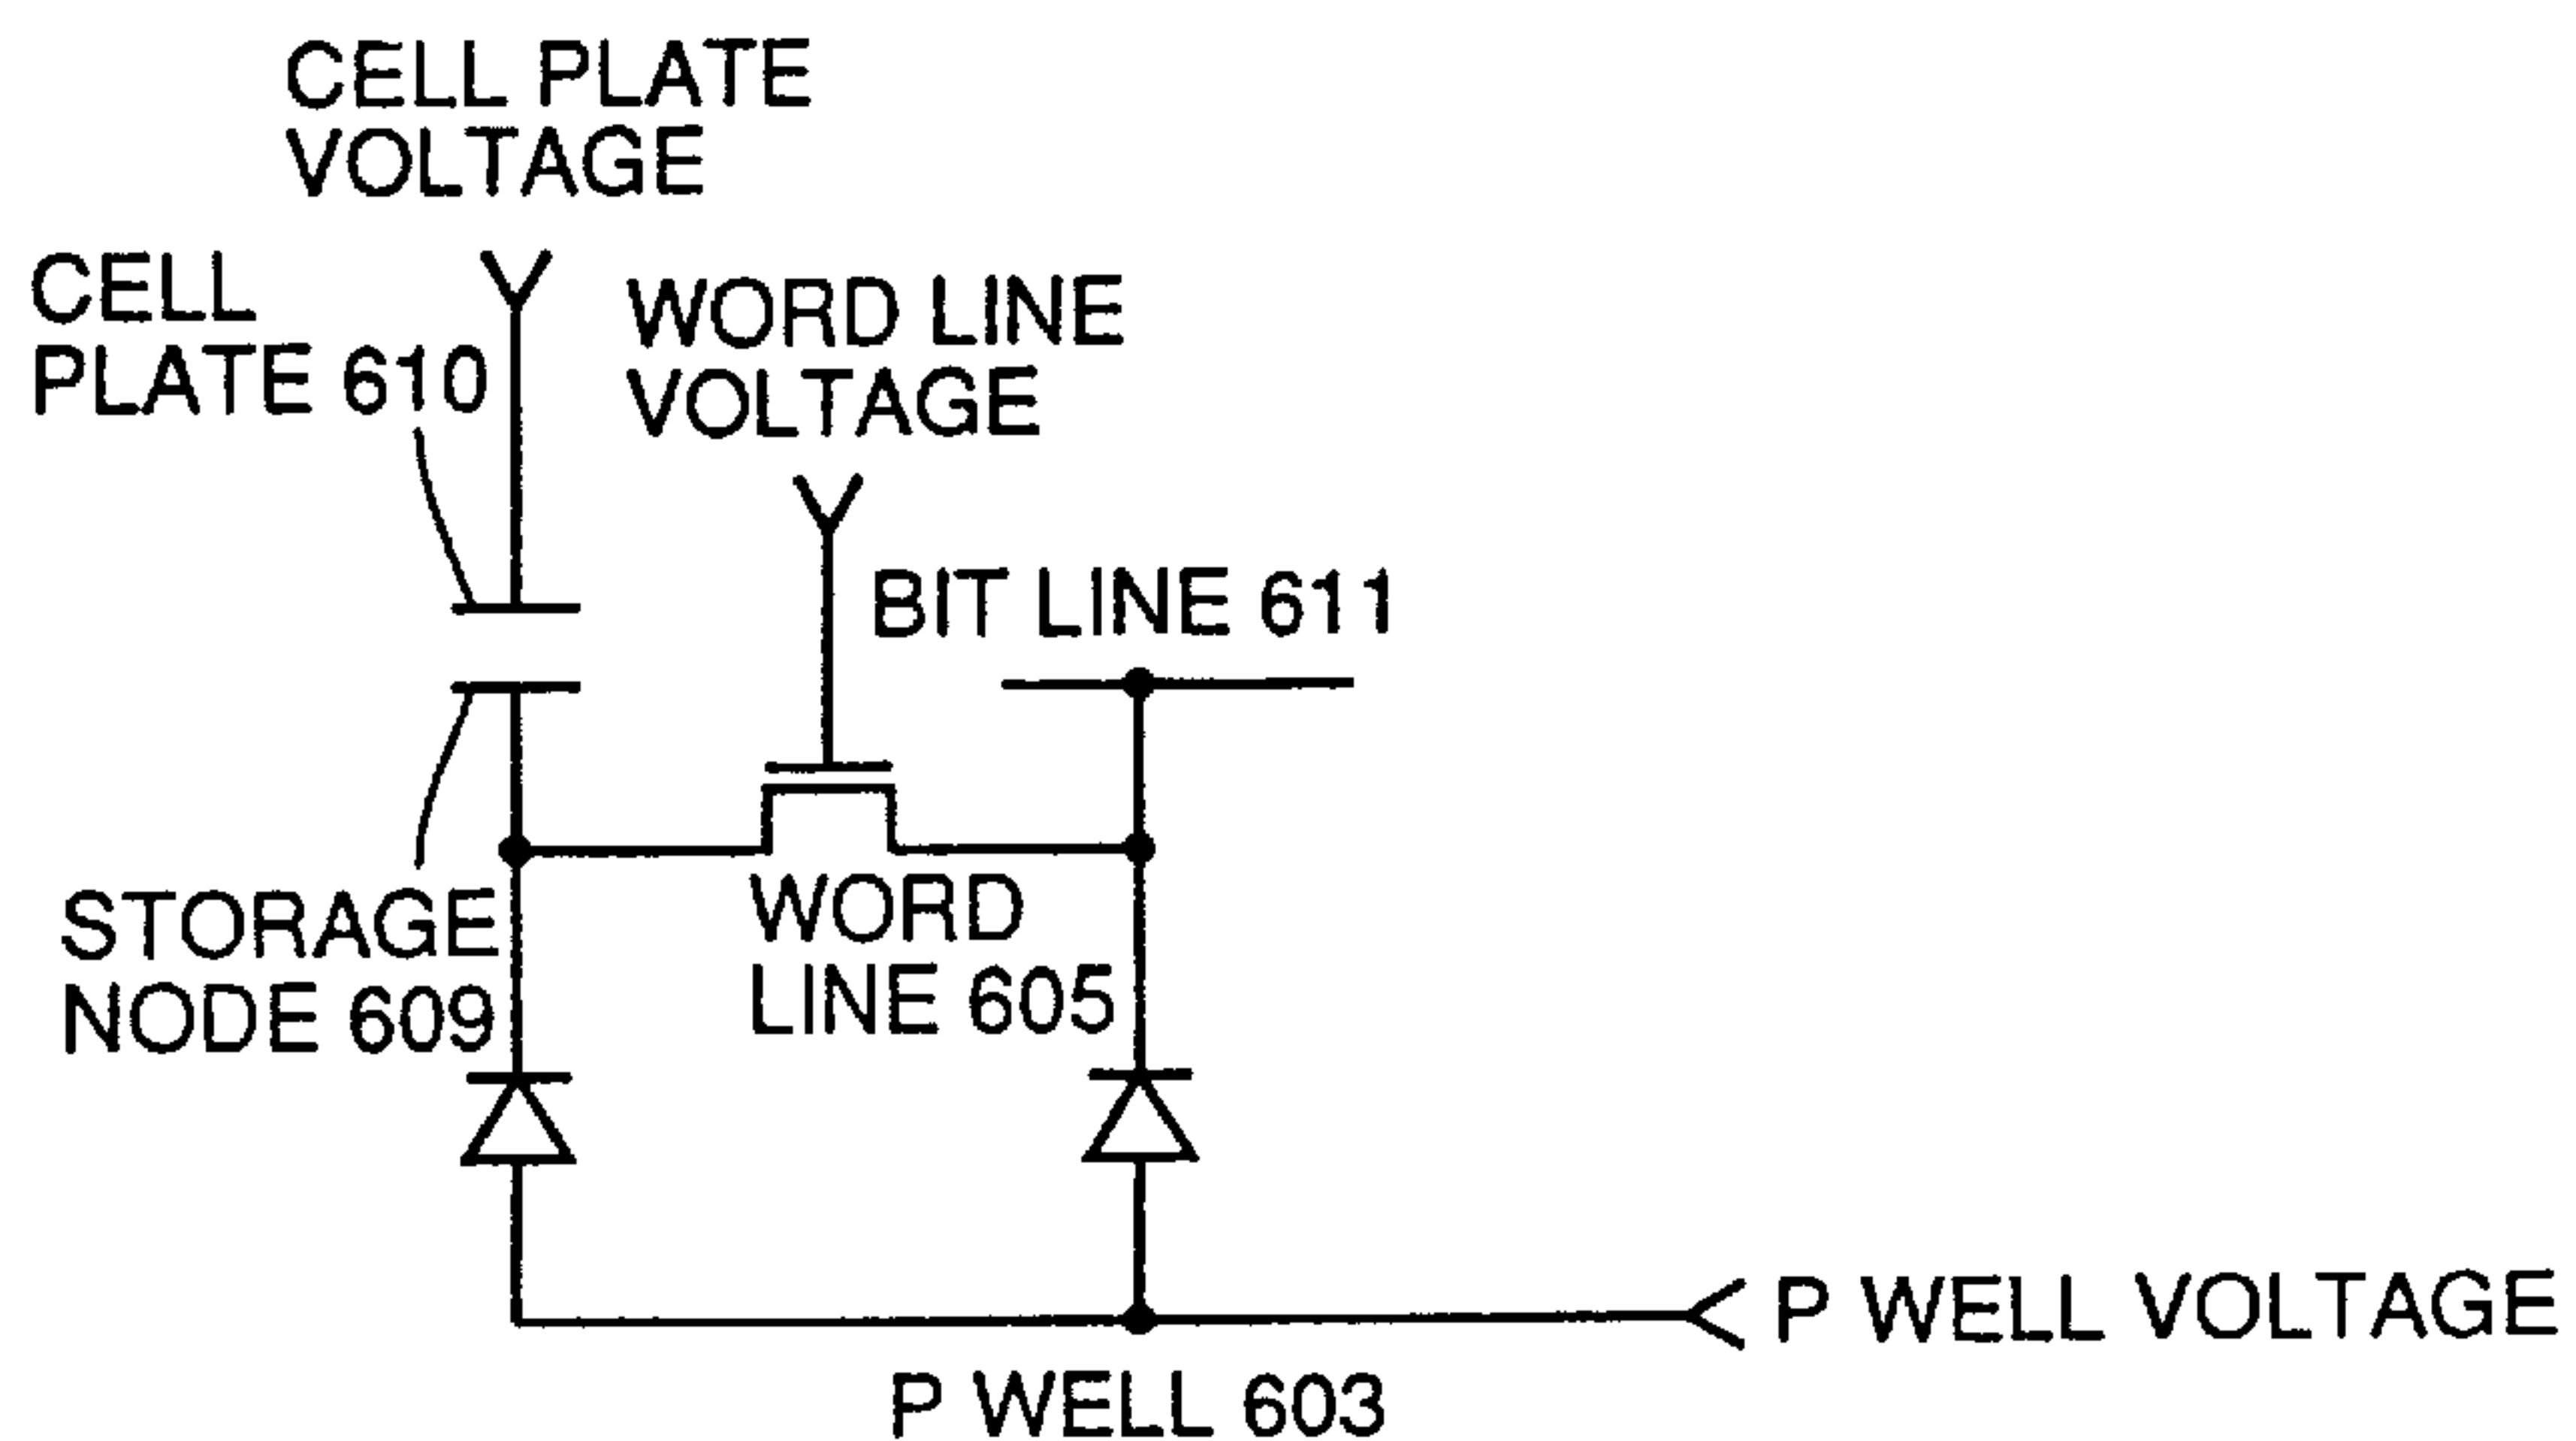 CELL PLATE
VOLTAGE
CELL
PLATE 610
WORD LINE
VOLTAGE
BIT LINE 611
STORAGE
NODE 609
WORD
LINE 605
P WELL VOLTAGE
P WELL 603